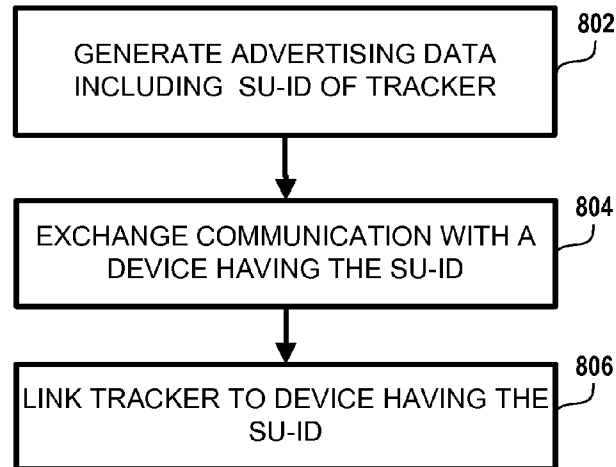 802
GENERATE ADVERTISING DATA
INCLUDING SU-ID OF TRACKER
804
EXCHANGE COMMUNICATION WITH A
DEVICE HAVING THE SU-ID
806
LINK TRACKER TO DEVICE HAVING THE
SU-ID